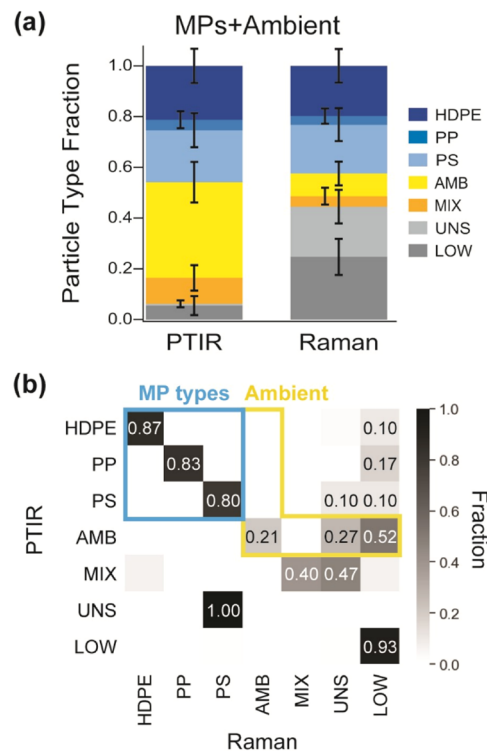 (a)
MPs+Ambient
Particle Type Fraction
1.0
0.8
0.6
0.4
0.2
0.0
PTIR
Raman
HDPE
PP
PS
AMB
MIX
UNS
LOW
(b)
MP types
Ambient
PTIR
HDPE 0.87 0.10
PP 0.83 0.17
PS 0.80 0.10 0.10
AMB 0.21 0.27 0.52
MIX 0.40 0.47
UNS 1.00
LOW 0.93
HDPE
PP
PS
AMB
MIX
UNS
LOW
Raman
1.0
0.8
0.6
0.4
0.2
0.0
Fraction